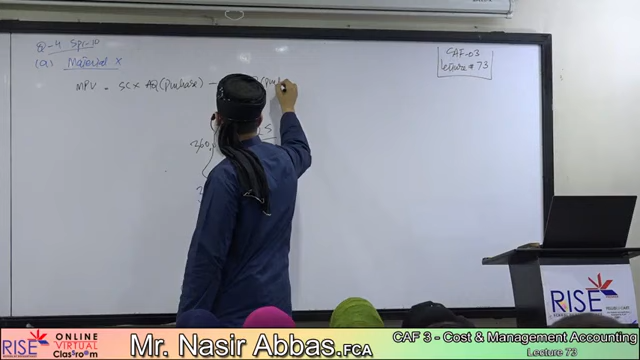 Q-4 Spr-10
(a) Material X
MPV = SC x AQ (Purchase) -
CAF-03
Lecture # 73
RISE
RISE
ONLINE
VIRTUAL
Classroom
Mr. Nasir Abbas.FCA
CAF 3 - Cost & Management Accounting
Lecture 73